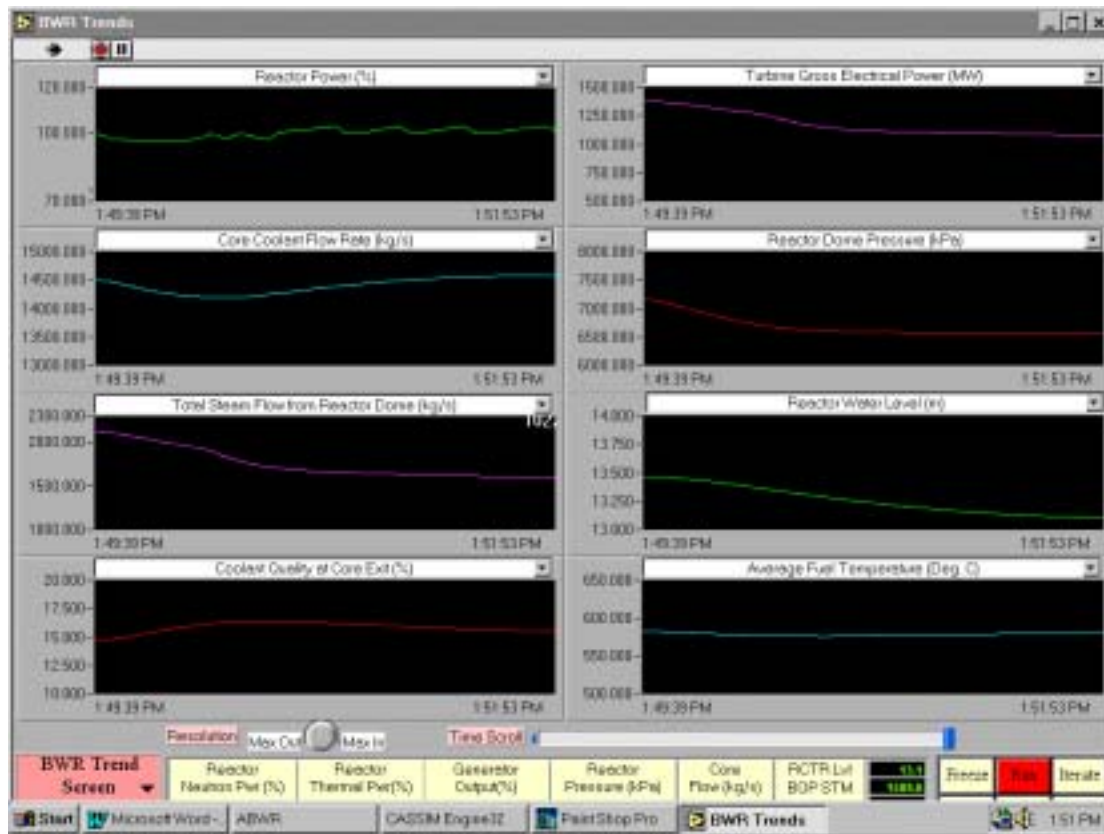 BWR Trends
Reactor Power (%)
120.000
100.000
70.000
1:49:39 PM 1:51:53 PM
Turbine Gross Electrical Power (MW)
1500.000
1250.000
1000.000
750.000
500.000
1:49:39 PM 1:51:53 PM
Core Coolant Flow Rate (kg/s)
15000.000
14500.000
14000.000
13500.000
13000.000
1:49:39 PM 1:51:53 PM
Reactor Dome Pressure (kPa)
8000.000
7500.000
7000.000
6500.000
6000.000
1:49:39 PM 1:51:53 PM
Total Steam Flow from Reactor Dome (kg/s)
2300.000
2000.000
1500.000
1000.000
1:49:39 PM 1:51:53 PM
Reactor Water Level (m)
14.000
13.750
13.500
13.250
13.000
1:49:39 PM 1:51:53 PM
Coolant Quality at Core Exit (%)
20.000
17.500
15.000
12.500
10.000
1:49:39 PM 1:51:53 PM
Average Fuel Temperature (Deg. C)
650.000
600.000
550.000
500.000
1:49:39 PM 1:51:53 PM
Resolution Max Out Max In Time Scroll
BWR Trend
Screen
Reactor
Neutron Pwr (%)
Reactor
Thermal Pwr(%)
Generator
Output(%)
Reactor
Pressure (kPa)
Core
Flow (kg/s)
RCTR Lvl
BOP STM
Freeze Run Iterate
Start Microsoft Word -.. ABWR CASSIM Engine32 Paint Shop Pro BWR Trends 1:51 PM